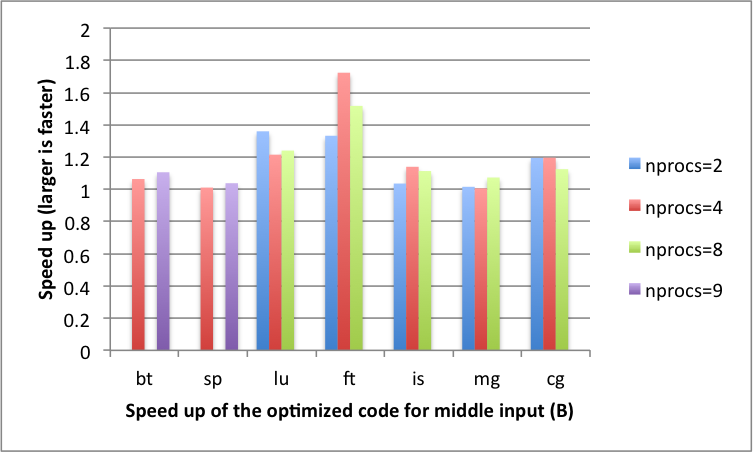 2
1.8
1.6
1.4
1.2
1
0.8
0.6
0.4
0.2
0
Speed up (larger is faster)
bt sp lu ft is mg cg
Speed up of the optimized code for middle input (B)
nprocs=2
nprocs=4
nprocs=8
nprocs=9